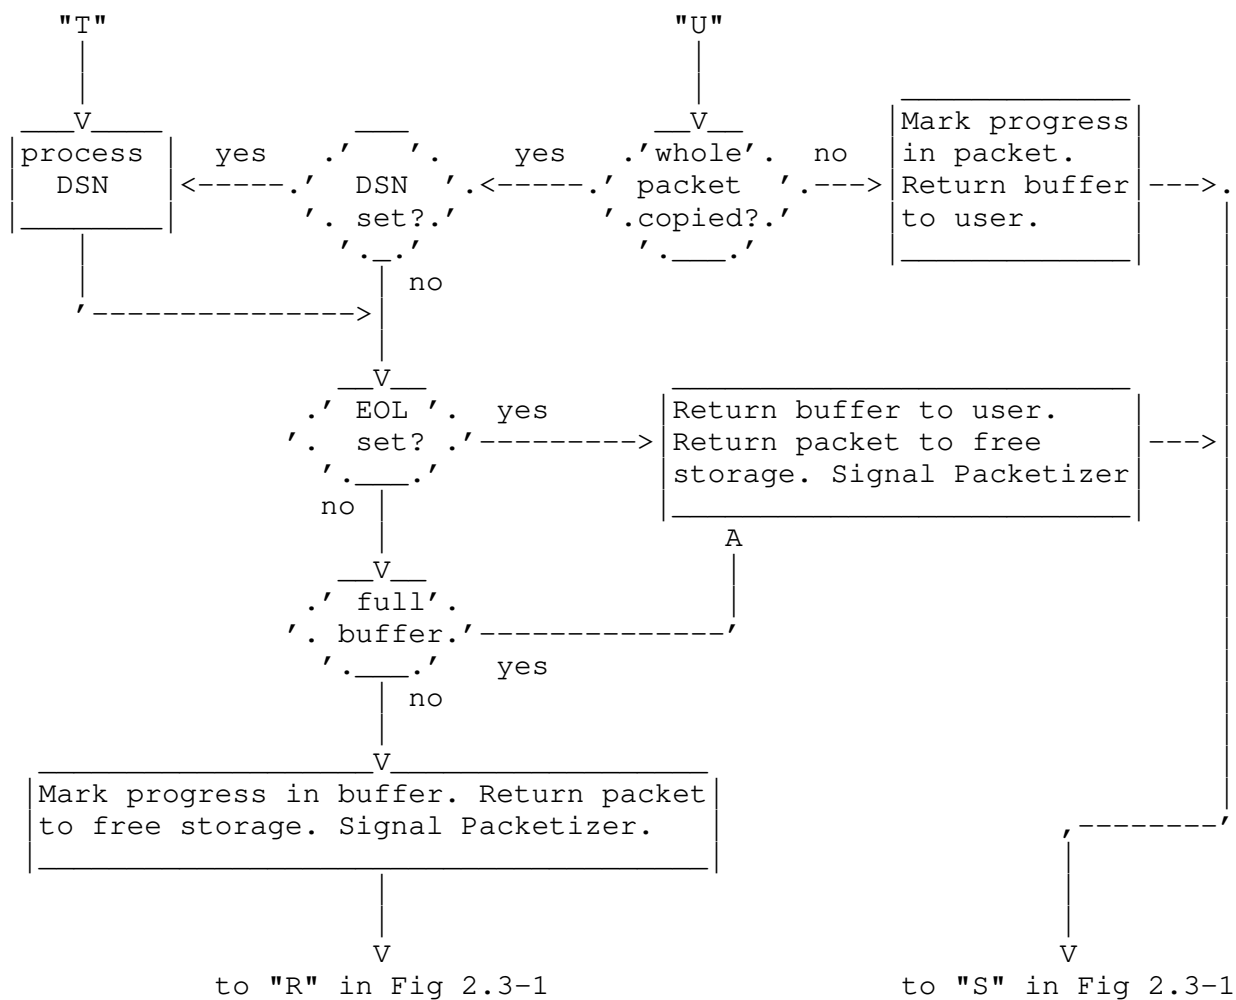 "T" "U"
process DSN
yes
DSN set?
yes
whole packet copied?
no
Mark progress
in packet.
Return buffer
to user.
no
EOL set?
yes
Return buffer to user.
Return packet to free
storage. Signal Packetizer
no
A
full buffer
yes
no
Mark progress in buffer. Return packet
to free storage. Signal Packetizer.
to "R" in Fig 2.3-1
to "S" in Fig 2.3-1